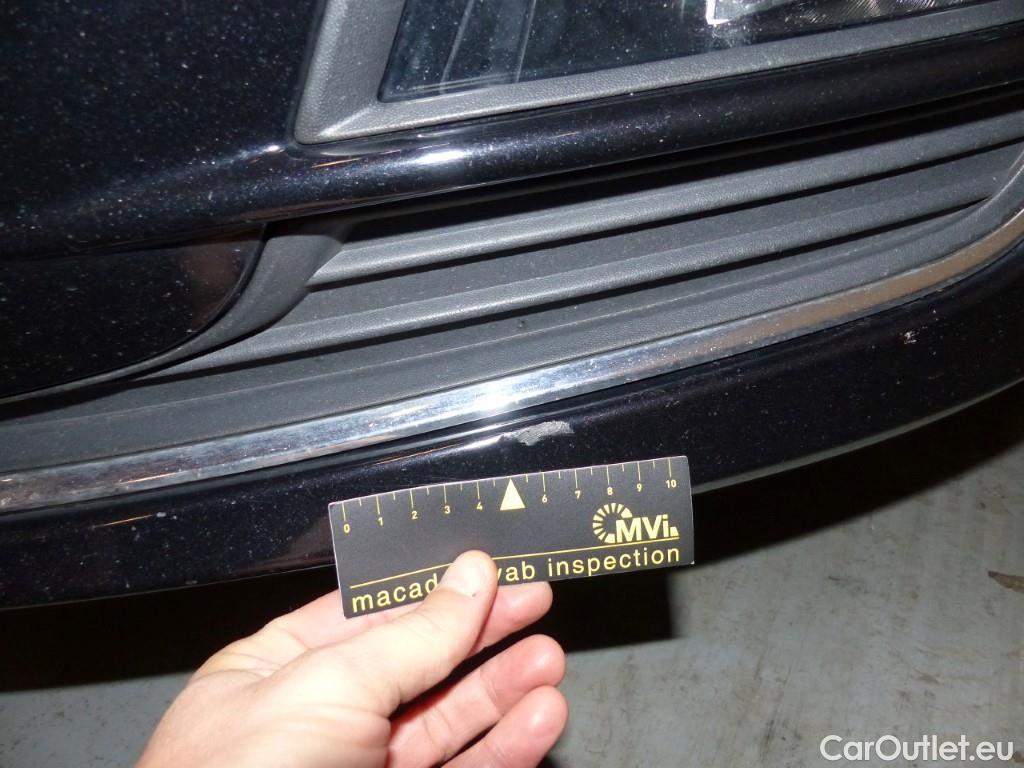 0 1 2 3 4 6 7 8 9 10
MVi
inspection
CarOutlet.eu